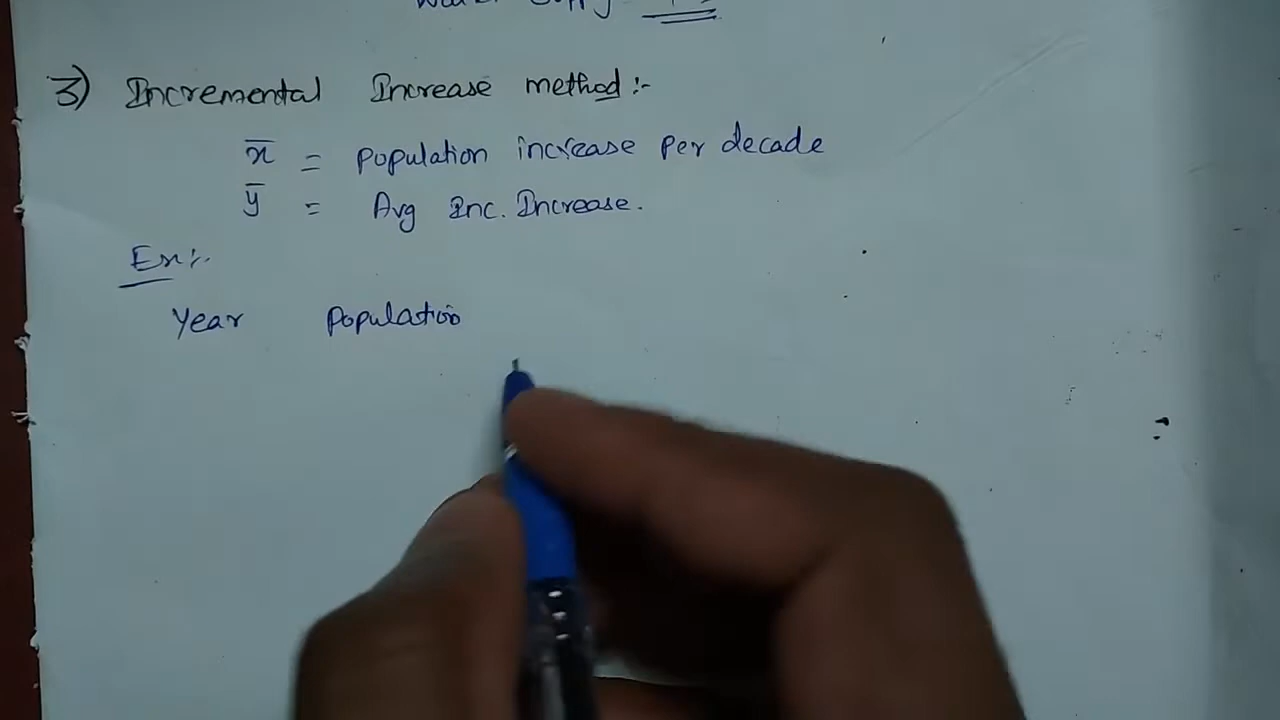 3) Incremental Increase method :-
x̄ = population increase per decade
ȳ = Avg Inc. Increase.
Ex:-
Year Population